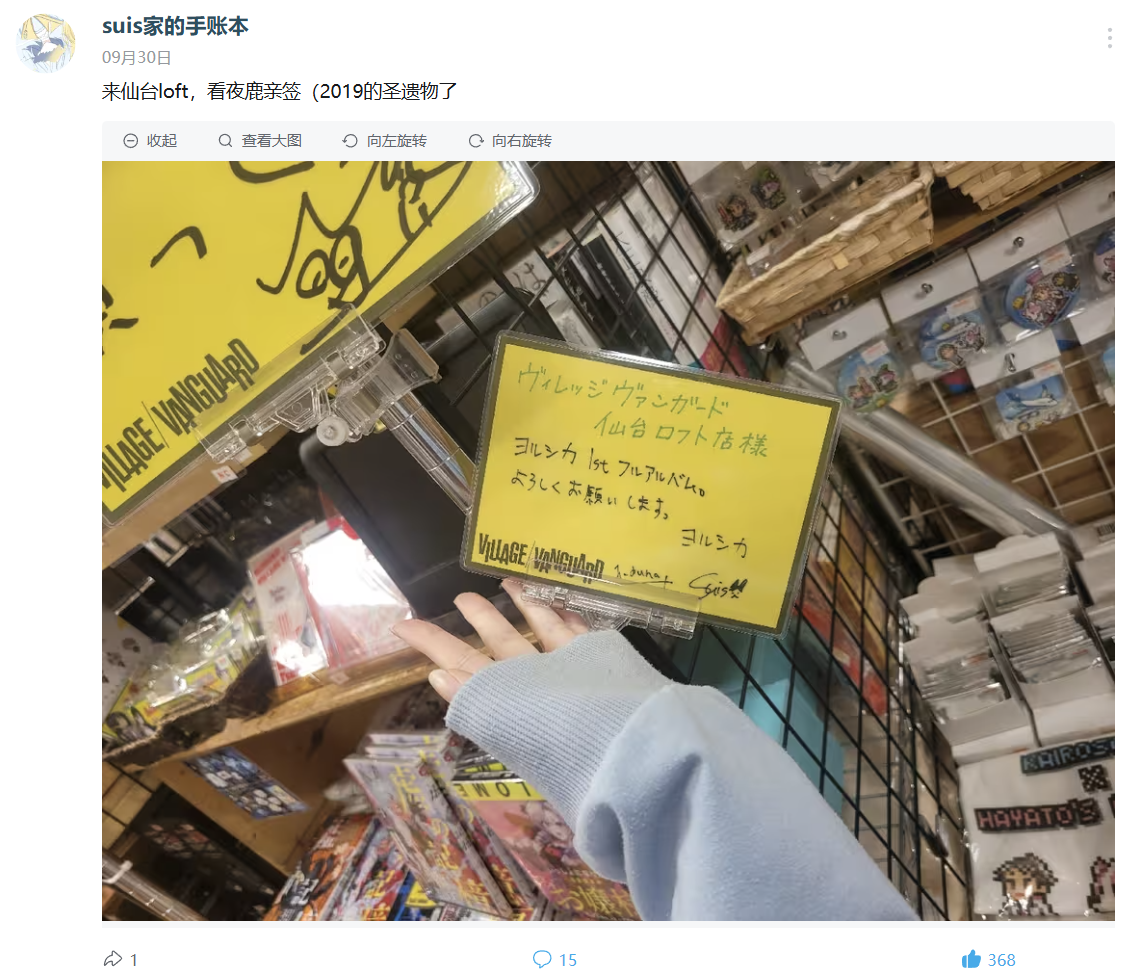 suis家的手账本
09月30日
来仙台loft，看夜鹿亲签（2019的圣遗物了
收起
查看大图
向左旋转
向右旋转
VILLAGE/VANGUARD
ヴィレッジヴァンガード
仙台ロフト店様
ヨルシカ 1st フルアルバム。
よろしくお願いします。
ヨルシカ
VILLAGE/VANGUARD
n-buna
suis
LOME
KAIROS
HAYATO'S
1
15
368